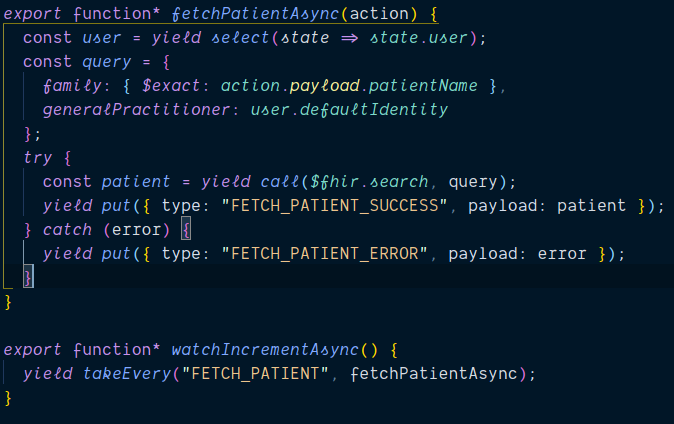 export function* fetchPatientAsync(action) {
  const user = yield select(state => state.user);
  const query = {
    family: { $exact: action.payload.patientName },
    generalPractitioner: user.defaultIdentity
  };
  try {
    const patient = yield call($fhir.search, query);
    yield put({ type: "FETCH_PATIENT_SUCCESS", payload: patient });
  } catch (error) {
    yield put({ type: "FETCH_PATIENT_ERROR", payload: error });
  }
}

export function* watchIncrementAsync() {
  yield takeEvery("FETCH_PATIENT", fetchPatientAsync);
}